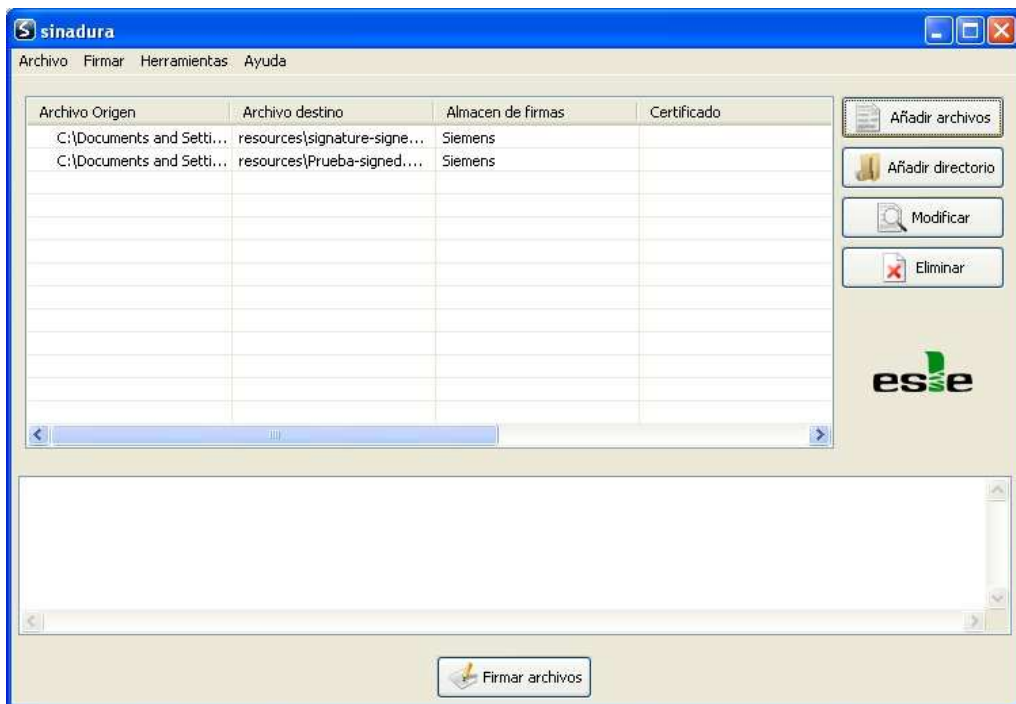 sinadura
Archivo Firmar Herramientas Ayuda
Archivo Origen Archivo destino Almacen de firmas Certificado
C:\Documents and Setti... resources\signature-signe... Siemens
C:\Documents and Setti... resources\Prueba-signed.... Siemens
Añadir archivos
Añadir directorio
Modificar
Eliminar
esle
Firmar archivos